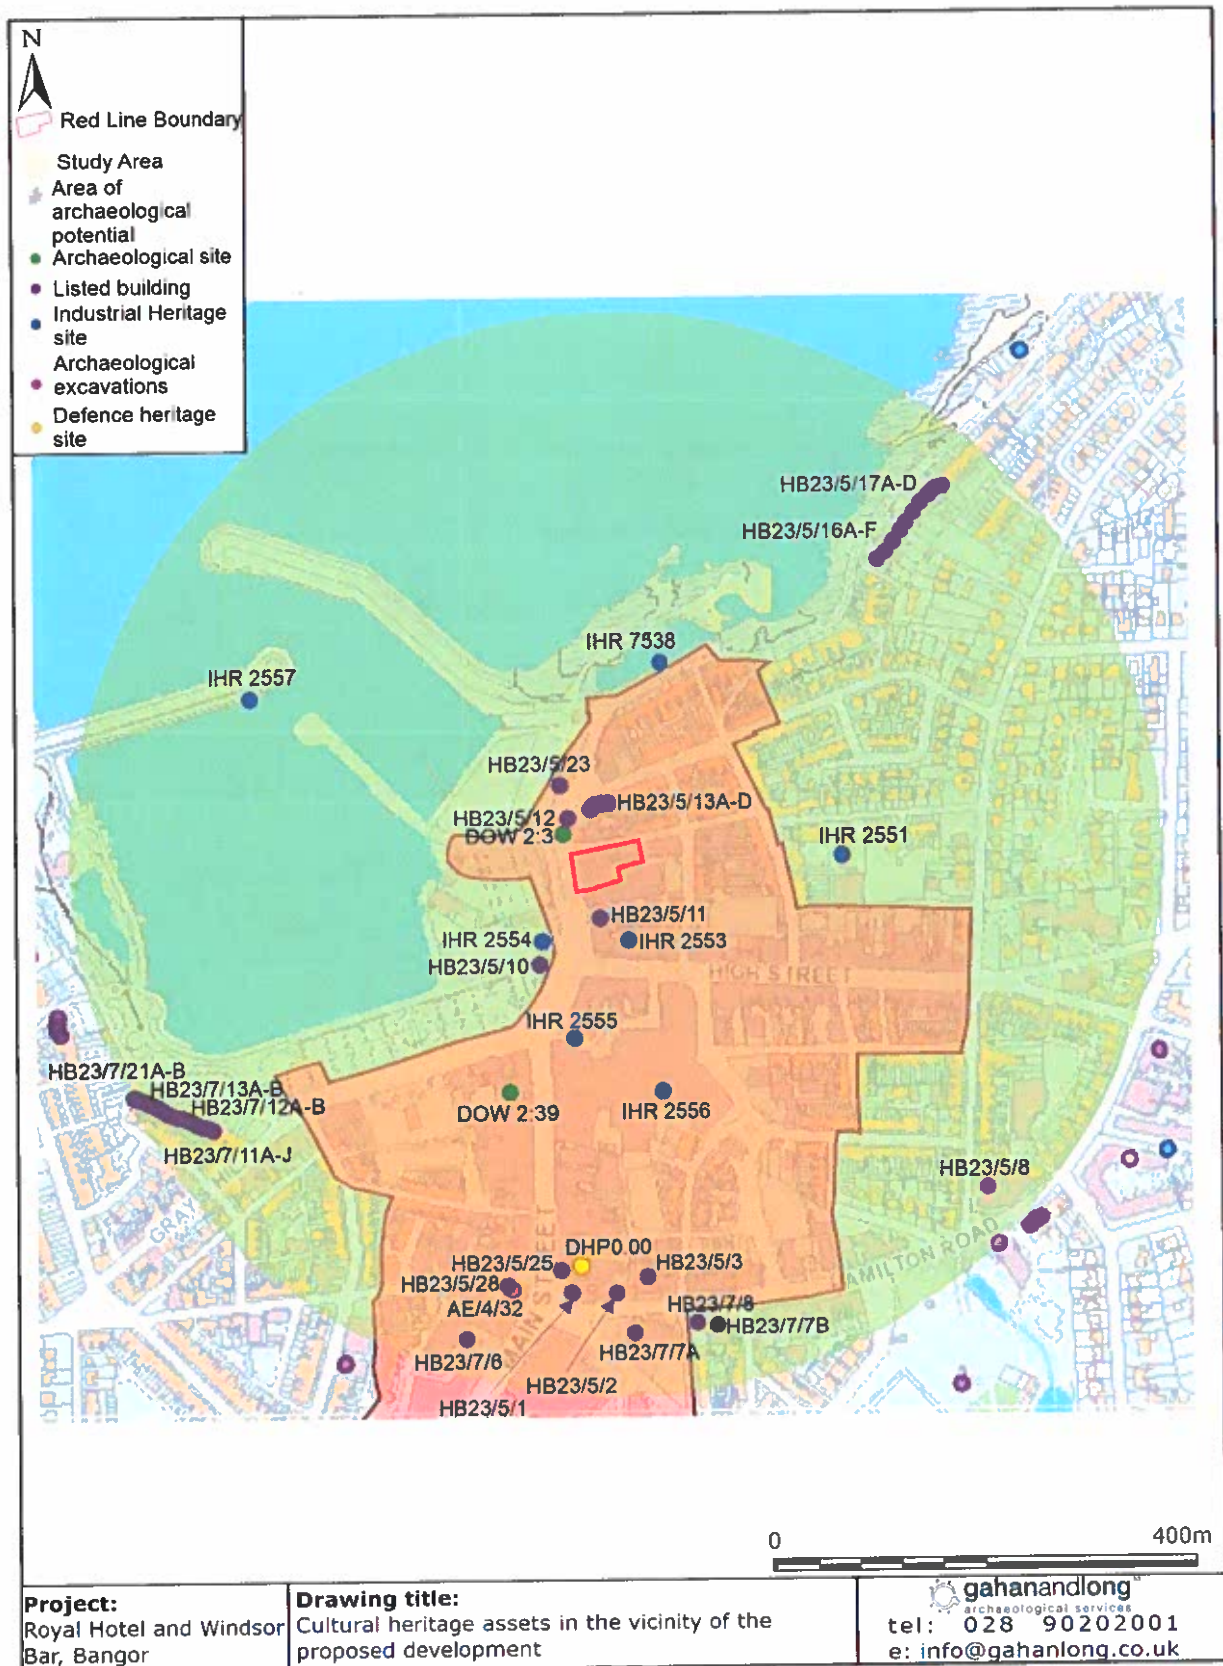 N
Red Line Boundary
Study Area
Area of
archaeological
potential
Archaeological site
Listed building
Industrial Heritage
site
Archaeological
excavations
Defence heritage
site
HB23/5/17A-D
HB23/5/16A-F
IHR 7538
IHR 2557
HB23/5/23
HB23/5/13A-D
HB23/5/12
DOW 2:3
IHR 2551
HB23/5/11
IHR 2554
IHR 2553
HB23/5/10
HIGH STREET
IHR 2555
HB23/7/21A-B
HB23/7/13A-B
HB23/7/12A-B
DOW 2:39
IHR 2556
HB23/7/11A-J
HB23/5/8
GRAY
HAMILTON ROAD
MAIN STREET
DHP0.00
HB23/5/25
HB23/5/3
HB23/5/28
AE/4/32
HB23/7/8
HB23/7/7B
HB23/7/6
HB23/7/7A
HB23/5/2
HB23/5/1
0 400m
Project:
Royal Hotel and Windsor
Bar, Bangor
Drawing title:
Cultural heritage assets in the vicinity of the
proposed development
gahanandlong
archaeological services
tel: 028 90202001
e: info@gahanlong.co.uk